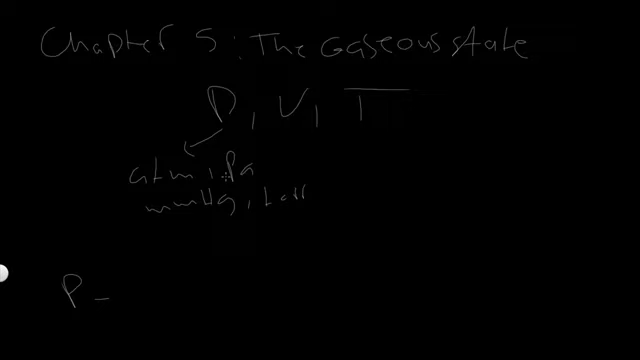 Chapter 5: The Gaseous state
P, V, T
atm, Pa
mmHg, torr
P –